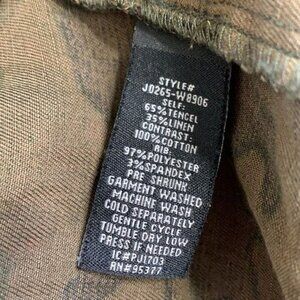 STYLE#
J0265-W8906
SELF:
65%TENCEL
35%LINEN
CONTRAST:
100%COTTON
RIB:
97%POLYESTER
3%SPANDEX
PRE SHRUNK
GARMENT WASHED
MACHINE WASH
COLD SEPARATELY
GENTLE CYCLE
TUMBLE DRY LOW
PRESS IF NEEDED
IC#PJ1703
RN#95377